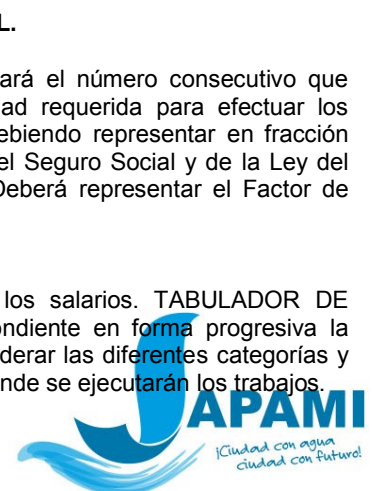 L.
ará el número consecutivo que
ad requerida para efectuar los
ebiendo representar en fracción
el Seguro Social y de la Ley del
Deberá representar el Factor de
los salarios. TABULADOR DE
ondiente en forma progresiva la
derar las diferentes categorías y
nde se ejecutarán los trabajos.
JAPAMI
¡Ciudad con agua
ciudad con futuro!